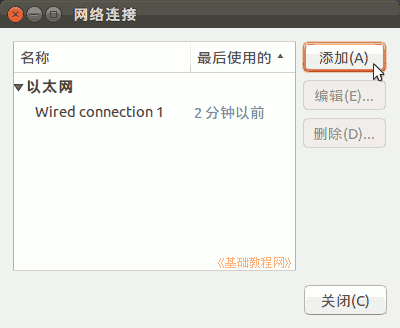 网络连接
名称 最后使用的
添加(A)
以太网
Wired connection 1 2 分钟以前
编辑(E)...
删除(D)...
《基础教程网》
关闭(C)